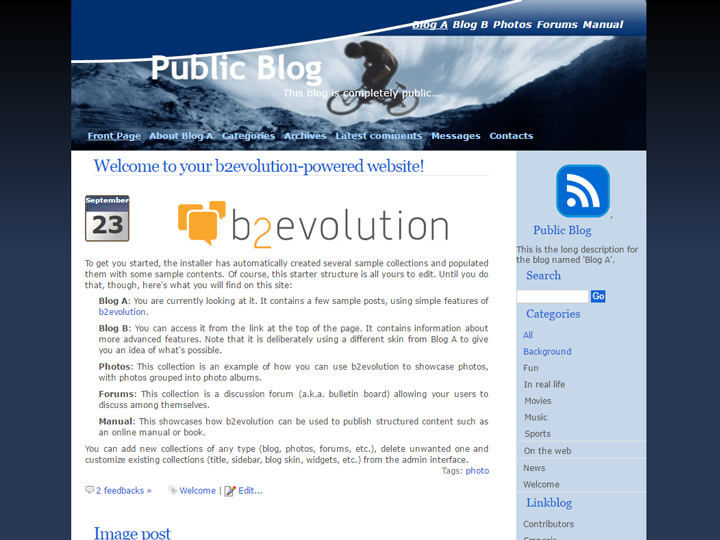 Blog A Blog B Photos Forums Manual
Public Blog
This blog is completely public...
Front Page About Blog A Categories Archives Latest comments Messages Contacts
Welcome to your b2evolution-powered website!
September
23
b2evolution
To get you started, the installer has automatically created several sample collections and populated
them with some sample contents. Of course, this starter structure is all yours to edit. Until you do
that, though, here's what you will find on this site:
Blog A: You are currently looking at it. It contains a few sample posts, using simple features of
b2evolution.
Blog B: You can access it from the link at the top of the page. It contains information about
more advanced features. Note that it is deliberately using a different skin from Blog A to give
you an idea of what's possible.
Photos: This collection is an example of how you can use b2evolution to showcase photos,
with photos grouped into photo albums.
Forums: This collection is a discussion forum (a.k.a. bulletin board) allowing your users to
discuss among themselves.
Manual: This showcases how b2evolution can be used to publish structured content such as
an online manual or book.
You can add new collections of any type (blog, photos, forums, etc.), delete unwanted one and
customize existing collections (title, sidebar, blog skin, widgets, etc.) from the admin interface.
Tags: photo
2 feedbacks » Welcome | Edit...
Image post
,
Public Blog
This is the long description for
the blog named 'Blog A'.
Search
Go
Categories
All
Background
Fun
In real life
Movies
Music
Sports
On the web
News
Welcome
Linkblog
Contributors
Français